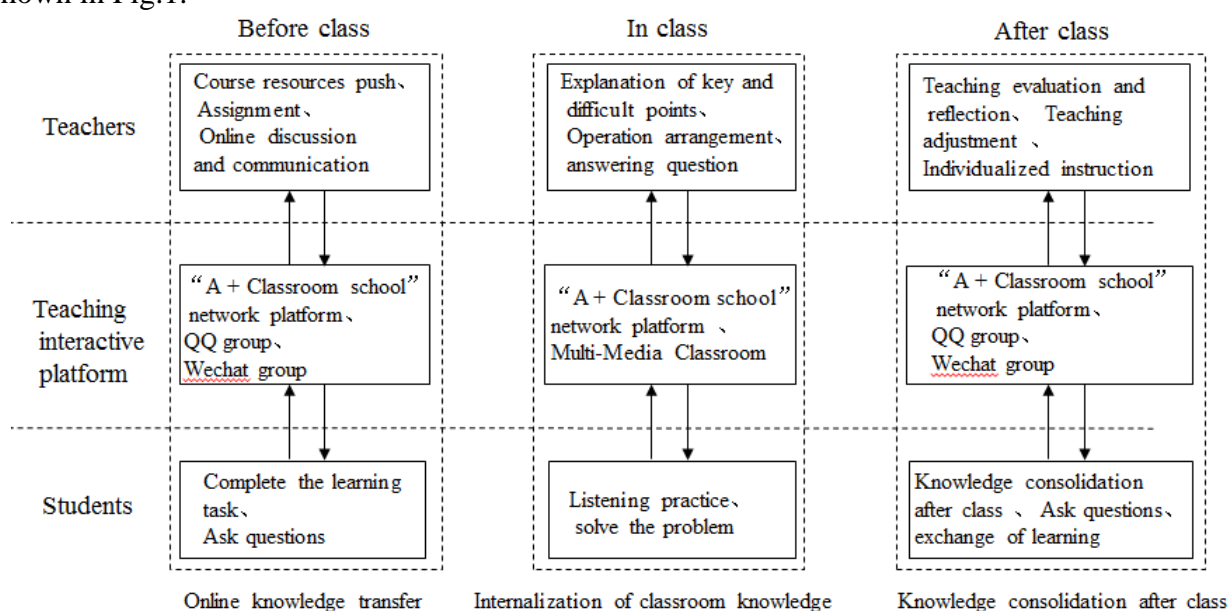 nown in Fig.1.
Before class
In class
After class
Teachers
Course resources push、
Assignment、
Online discussion
and communication
Explanation of key and
difficult points、
Operation arrangement、
answering question
Teaching evaluation and
reflection、 Teaching
adjustment 、
Individualized instruction
Teaching
interactive
platform
“A + Classroom school”
network platform、
QQ group、
Wechat group
“A + Classroom school”
network platform 、
Multi-Media Classroom
“A + Classroom school”
network platform、
QQ group、
Wechat group
Students
Complete the learning
task、
Ask questions
Listening practice、
solve the problem
Knowledge consolidation
after class 、 Ask questions、
exchange of learning
Online knowledge transfer
Internalization of classroom knowledge
Knowledge consolidation after class